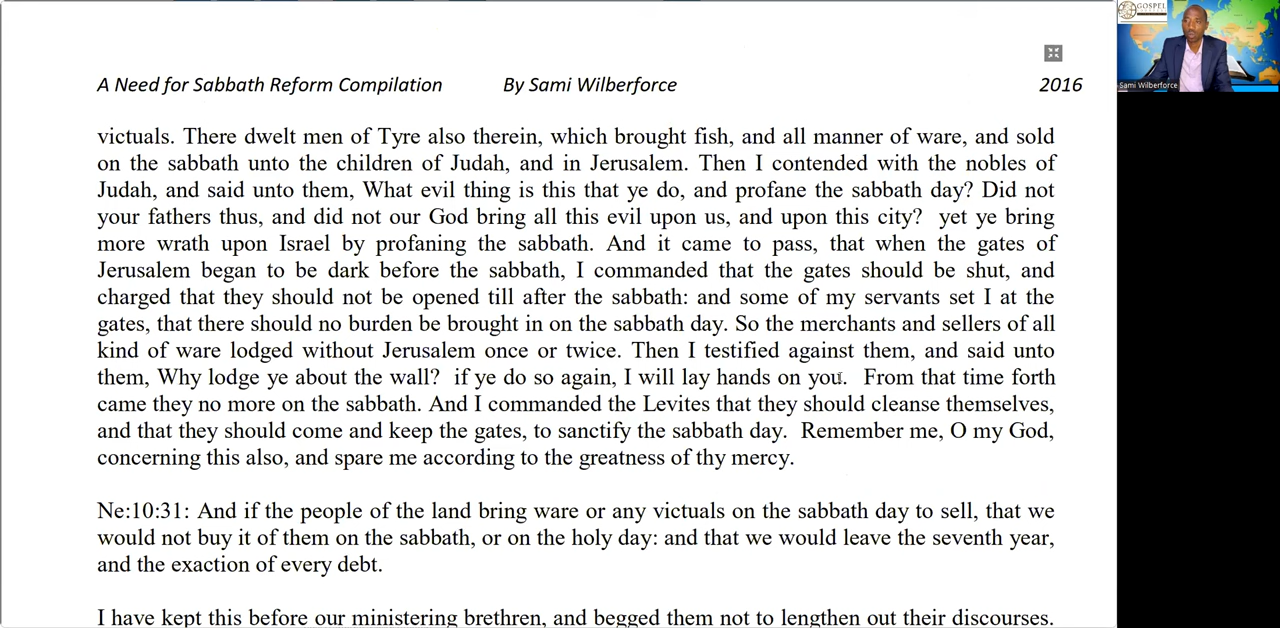 A Need for Sabbath Reform Compilation By Sami Wilberforce 2016
GOSPEL
Sami Wilberforce
victuals. There dwelt men of Tyre also therein, which brought fish, and all manner of ware, and sold
on the sabbath unto the children of Judah, and in Jerusalem. Then I contended with the nobles of
Judah, and said unto them, What evil thing is this that ye do, and profane the sabbath day? Did not
your fathers thus, and did not our God bring all this evil upon us, and upon this city? yet ye bring
more wrath upon Israel by profaning the sabbath. And it came to pass, that when the gates of
Jerusalem began to be dark before the sabbath, I commanded that the gates should be shut, and
charged that they should not be opened till after the sabbath: and some of my servants set I at the
gates, that there should no burden be brought in on the sabbath day. So the merchants and sellers of all
kind of ware lodged without Jerusalem once or twice. Then I testified against them, and said unto
them, Why lodge ye about the wall? if ye do so again, I will lay hands on you. From that time forth
came they no more on the sabbath. And I commanded the Levites that they should cleanse themselves,
and that they should come and keep the gates, to sanctify the sabbath day. Remember me, O my God,
concerning this also, and spare me according to the greatness of thy mercy.
Ne:10:31: And if the people of the land bring ware or any victuals on the sabbath day to sell, that we
would not buy it of them on the sabbath, or on the holy day: and that we would leave the seventh year,
and the exaction of every debt.
I have kept this before our ministering brethren, and begged them not to lengthen out their discourses.